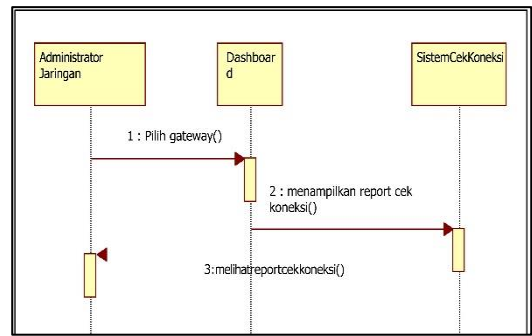 Administrator
Jaringan
Dashboar
d
SistemCekKoneksi
1 : Pilih gateway()
2 : menampilkan report cek
koneksi()
3:melihatreportcekkoneksi()